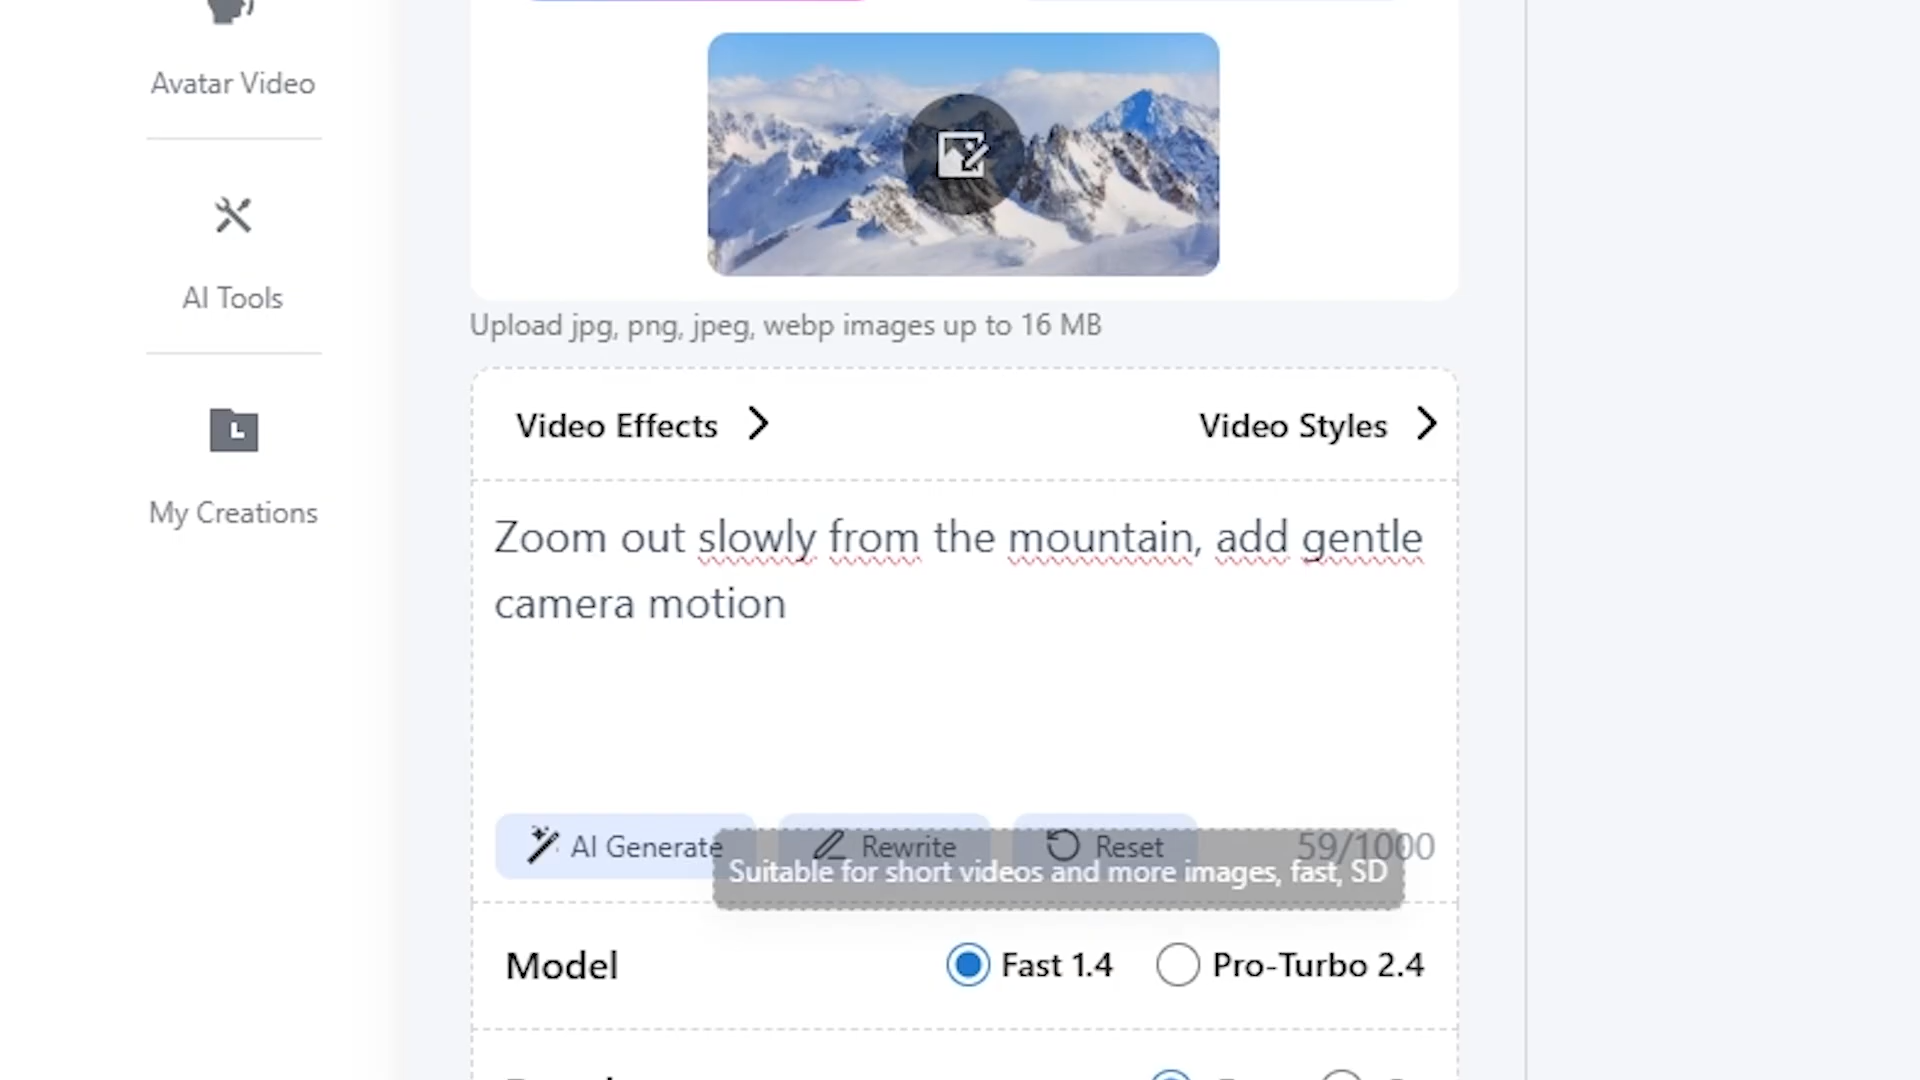 Avatar Video
AI Tools
My Creations
Upload jpg, png, jpeg, webp images up to 16 MB
Video Effects
Video Styles
Zoom out slowly from the mountain, add gentle
camera motion
AI Generate
Rewrite
Reset
59/1000
Suitable for short videos and more images, fast, SD
Model
Fast 1.4
Pro-Turbo 2.4